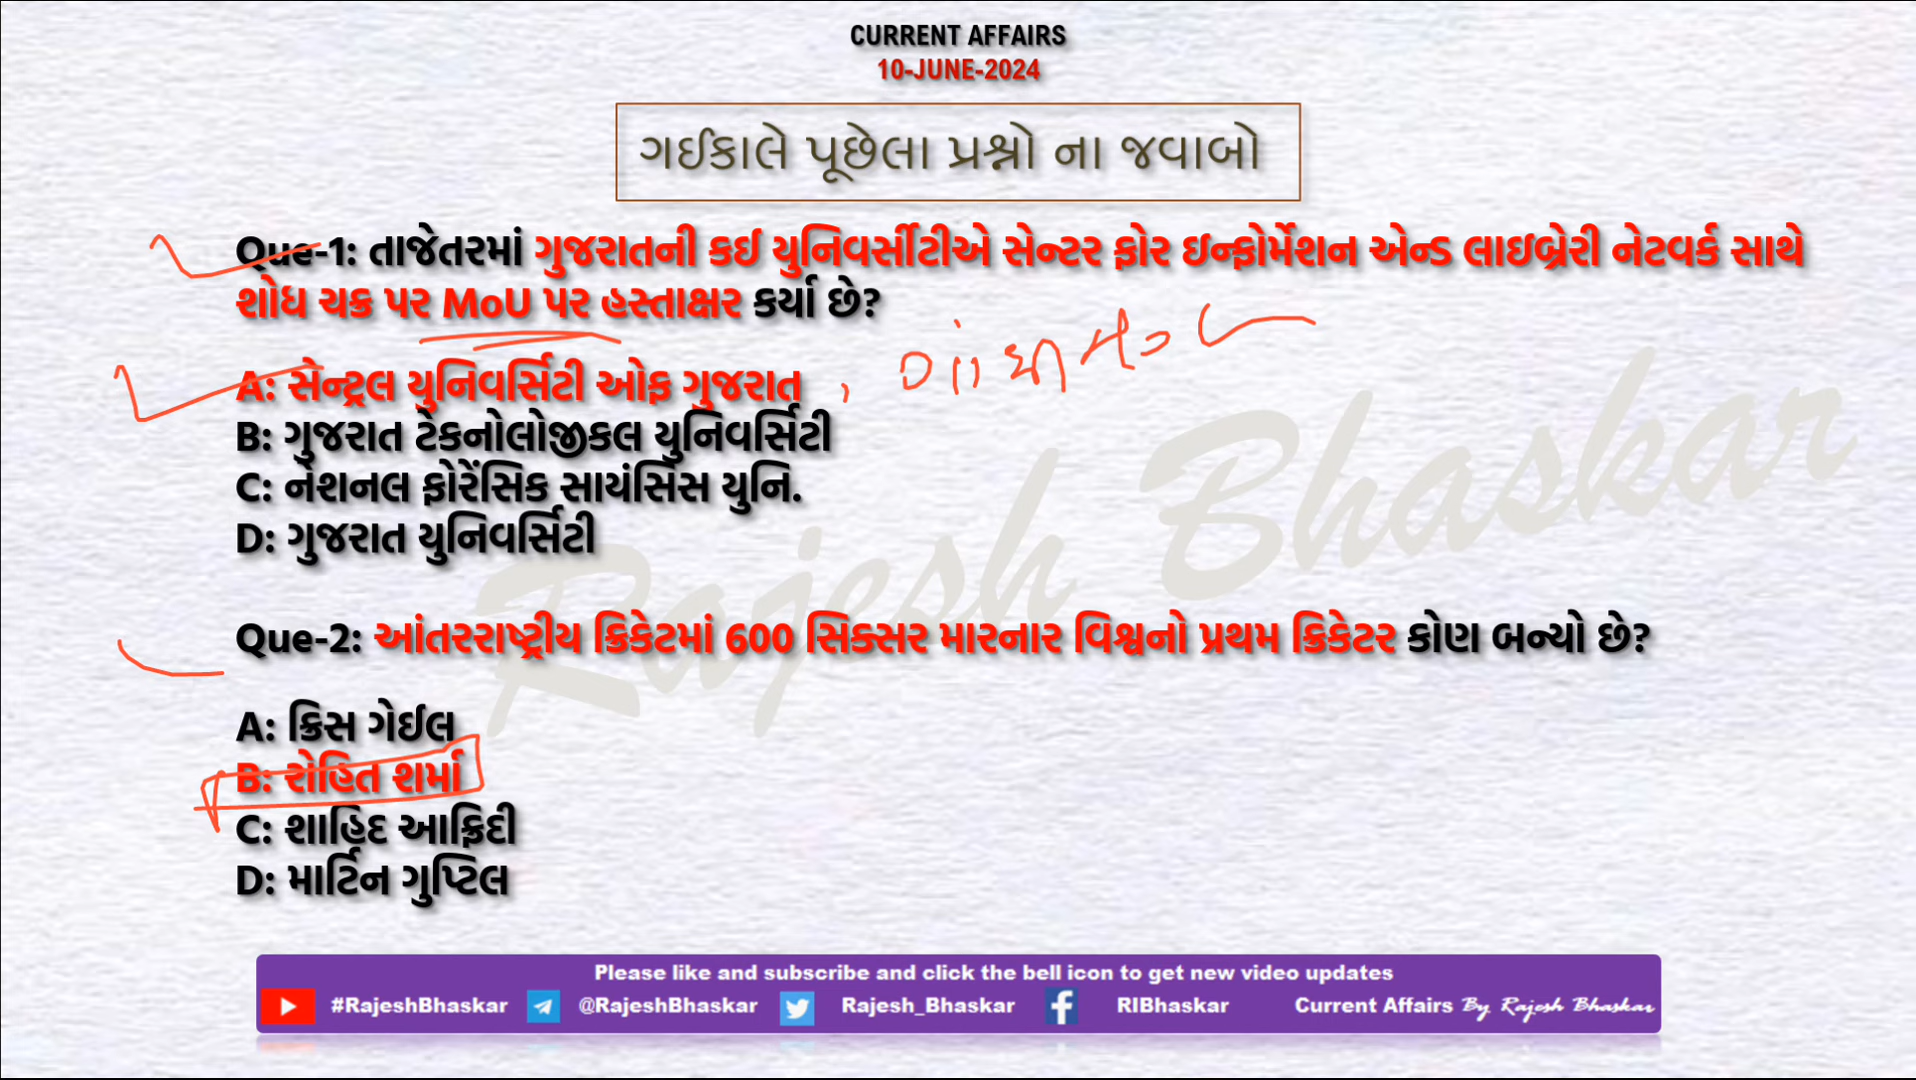 CURRENT AFFAIRS
10-JUNE-2024
ગઈકાલે પૂછેલા પ્રશ્નો ના જવાબો
Que-1: તાજેતરમાં ગુજરાતની કઈ યુનિવર્સીટીએ સેન્ટર ફોર ઇન્ફોર્મેશન એન્ડ લાઇબ્રેરી નેટવર્ક સાથે
શોધ ચક્ર પર MoU પર હસ્તાક્ષર કર્યા છે?
A: સેન્ટ્રલ યુનિવર્સિટી ઓફ ગુજરાત
B: ગુજરાત ટેકનોલોજીકલ યુનિવર્સિટી
C: નેશનલ ફોરેંસિક સાયંસિસ યુનિ.
D: ગુજરાત યુનિવર્સિટી
Que-2: આંતરરાષ્ટ્રીય ક્રિકેટમાં 600 સિક્સર મારનાર વિશ્વનો પ્રથમ ક્રિકેટર કોણ બન્યો છે?
A: ક્રિસ ગેઈલ
B: રોહિત શર્મા
C: શાહિદ આફ્રિદી
D: માર્ટિન ગુપ્ટિલ
Rajesh Bhaskar
Please like and subscribe and click the bell icon to get new video updates
#RajeshBhaskar @RajeshBhaskar Rajesh_Bhaskar RIBhaskar Current Affairs By Rajesh Bhaskar